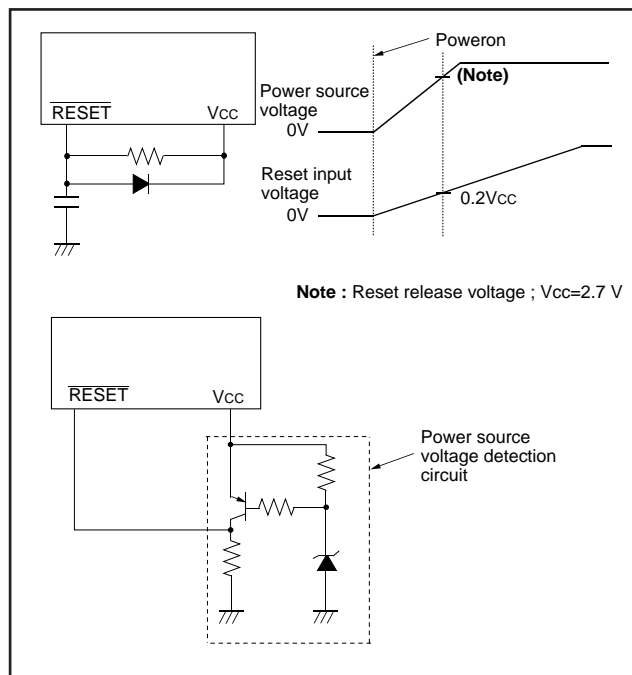 RESET VCC
Poweron
(Note)
Power source
voltage
0V
Reset input
voltage
0V
0.2VCC
Note : Reset release voltage ; Vcc=2.7 V
RESET VCC
Power source
voltage detection
circuit